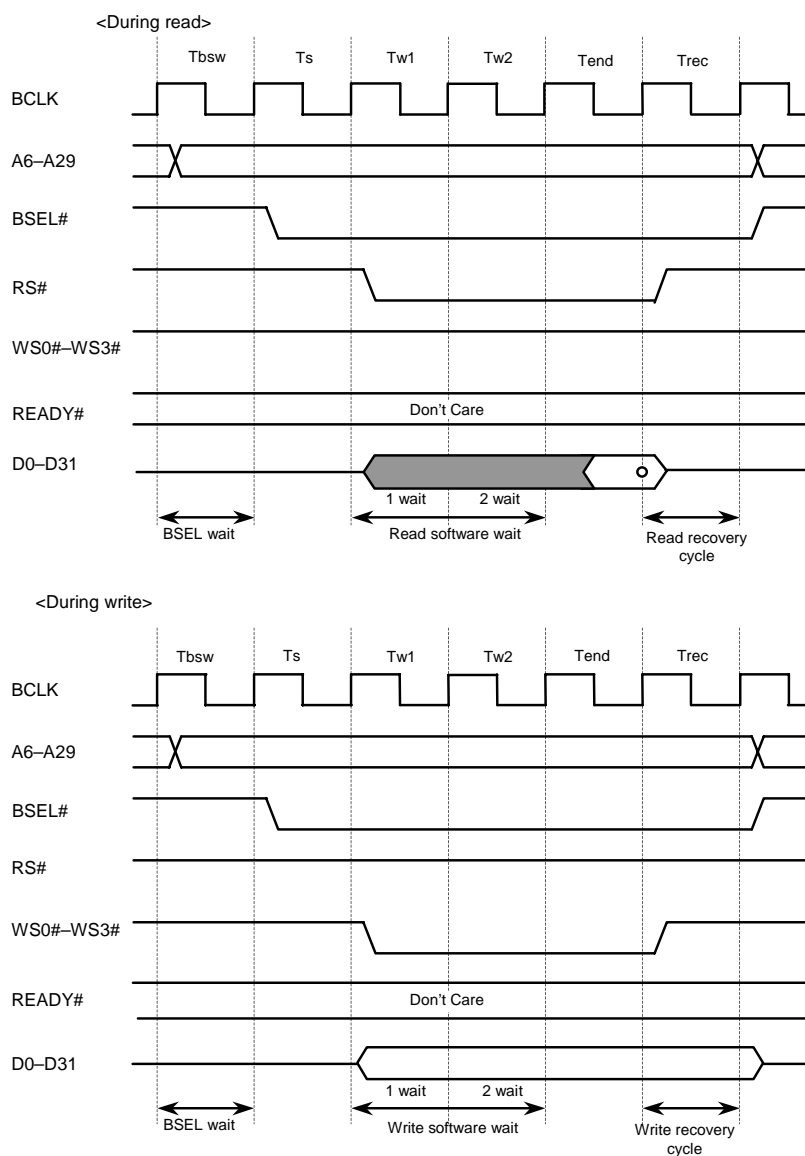 <During read>
Tbsw Ts Tw1 Tw2 Tend Trec
BCLK
A6–A29
BSEL#
RS#
WS0#–WS3#
READY# Don't Care
D0–D31
1 wait 2 wait
BSEL wait Read software wait Read recovery
cycle
<During write>
Tbsw Ts Tw1 Tw2 Tend Trec
BCLK
A6–A29
BSEL#
RS#
WS0#–WS3#
READY# Don't Care
D0–D31
1 wait 2 wait
BSEL wait Write software wait Write recovery
cycle